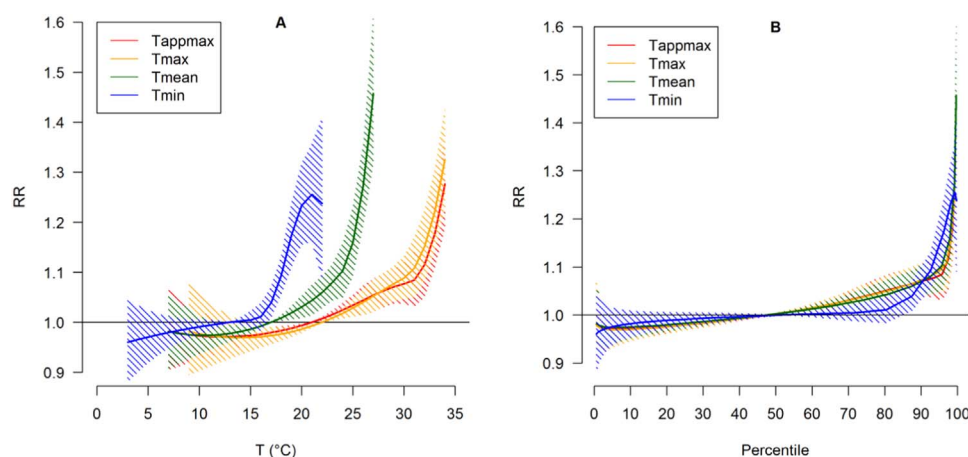 A
Tappmax
Tmax
Tmean
Tmin
RR
1.6
1.5
1.4
1.3
1.2
1.1
1.0
0.9
0 5 10 15 20 25 30 35
T (°C)
B
Tappmax
Tmax
Tmean
Tmin
RR
1.6
1.5
1.4
1.3
1.2
1.1
1.0
0.9
0 10 20 30 40 50 60 70 80 90 100
Percentile